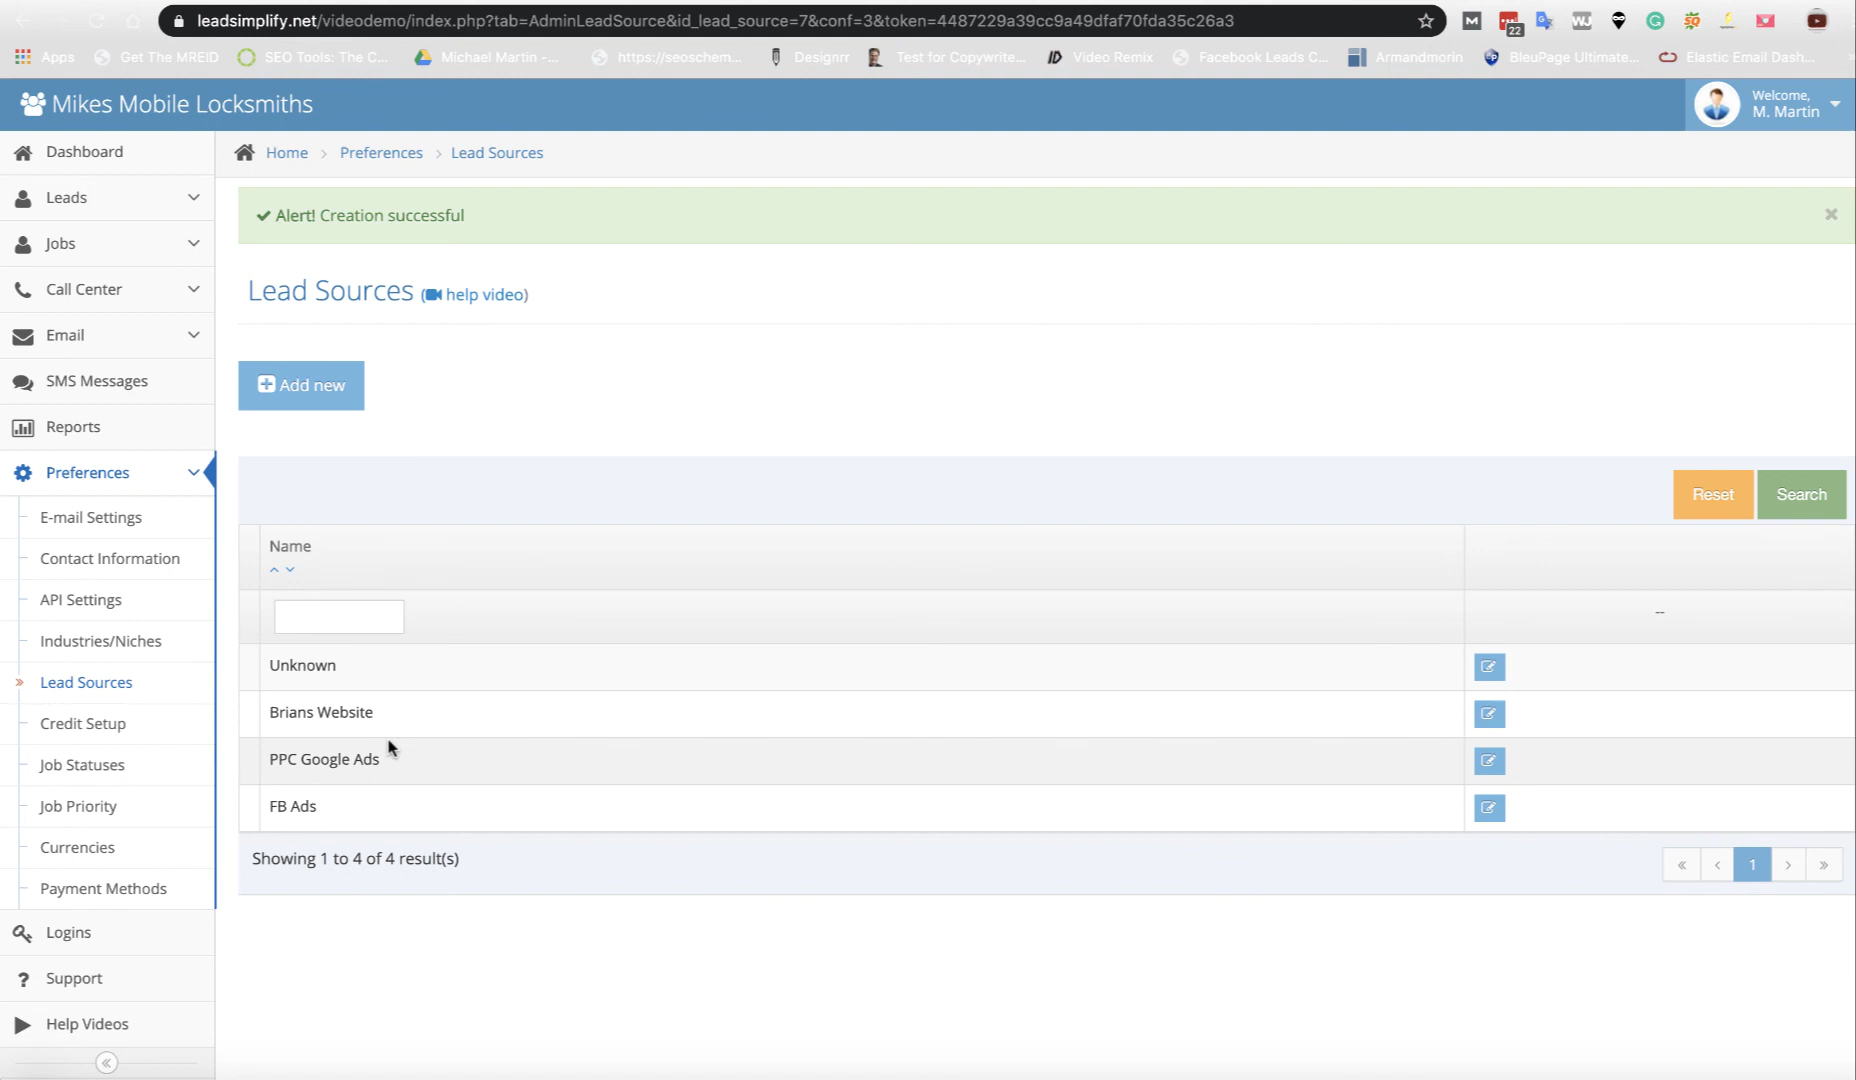 leadsimplify.net/videodemo/index.php?tab=AdminLeadSource&id_lead_source=7&conf=3&token=4487229a39cc9a49dfaf70fda35c26a3
22
Apps
Get The MREID
SEO Tools: The C...
Michael Martin -...
https://seoschem...
Designrr
Test for Copywrite...
Video Remix
Facebook Leads C...
Armandmorin
BleuPage Ultimate...
Elastic Email Dash...
Mikes Mobile Locksmiths
Welcome,
M. Martin
Dashboard
Leads
Jobs
Call Center
Email
SMS Messages
Reports
Preferences
E-mail Settings
Contact Information
API Settings
Industries/Niches
» Lead Sources
Credit Setup
Job Statuses
Job Priority
Currencies
Payment Methods
Logins
? Support
Help Videos
«
Home > Preferences > Lead Sources
Alert! Creation successful
×
Lead Sources (help video)
Add new
Reset
Search
Name
--
Unknown
Brians Website
PPC Google Ads
FB Ads
Showing 1 to 4 of 4 result(s)
« ‹ 1 › »